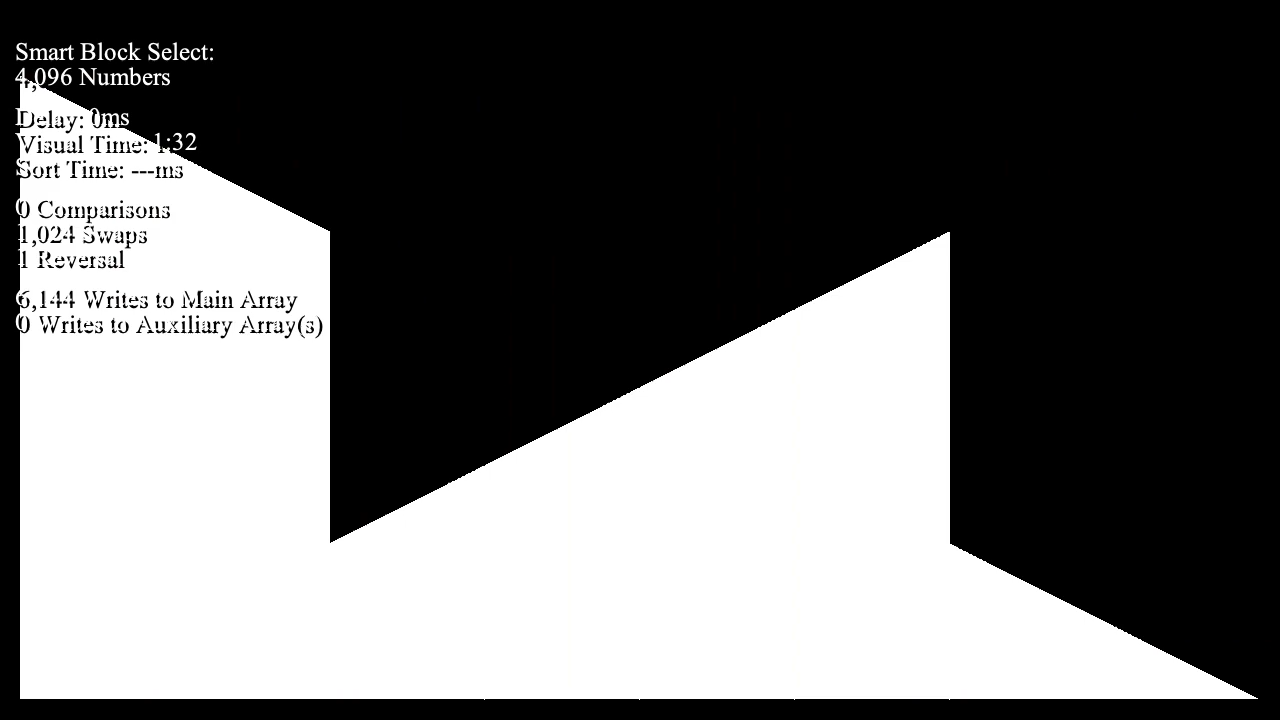 Smart Block Select:
4,096 Numbers
Delay: 0ms
Visual Time: 1:32
Sort Time: ---ms
0 Comparisons
1,024 Swaps
1 Reversal
6,144 Writes to Main Array
0 Writes to Auxiliary Array(s)